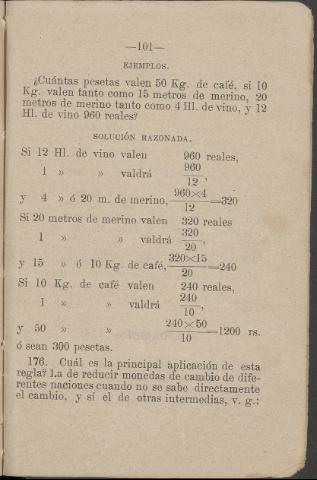 —101—
EJEMPLOS.
¿Cuántas pesetas valen 50 Kg. de café, si 10
Kg. valen tanto como 15 metros de merino, 20
metros de merino tanto como 4 Hl. de vino, y 12
Hl. de vino 960 reales?
SOLUCIÓN RAZONADA.
Si 12 Hl. de vino valen 960 reales,
1 » » valdrá 960/12,
y 4 » ó 20 m. de merino, 960×4/12=320
Si 20 metros de merino valen 320 reales
1 » » valdrá 320/20,
y 15 » ó 10 Kg. de café, 320×15/20=240
Si 10 Kg. de café valen 240 reales,
1 » » valdrá 240/10,
y 50 » » 240×50/10=1200 rs.
ó sean 300 pesetas.
176. Cuál es la principal aplicación de esta
regla? La de reducir monedas de cambio de dife-
rentes naciones cuando no se sabe directamente
el cambio, y sí el de otras intermedias, v. g.: